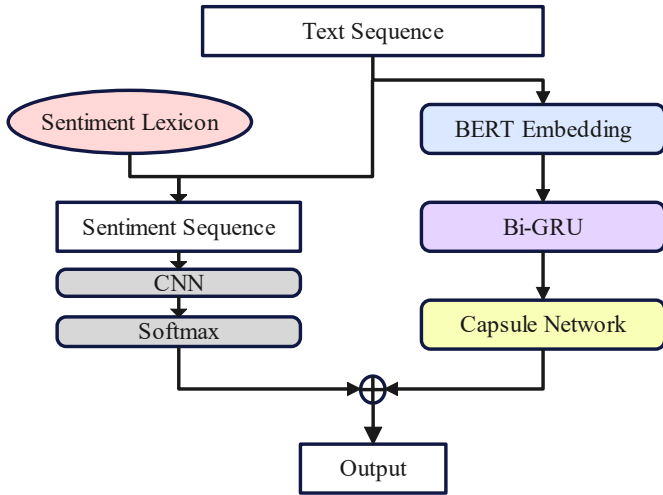 Text Sequence
Sentiment Lexicon
BERT Embedding
Sentiment Sequence
Bi-GRU
CNN
Softmax
Capsule Network
Output